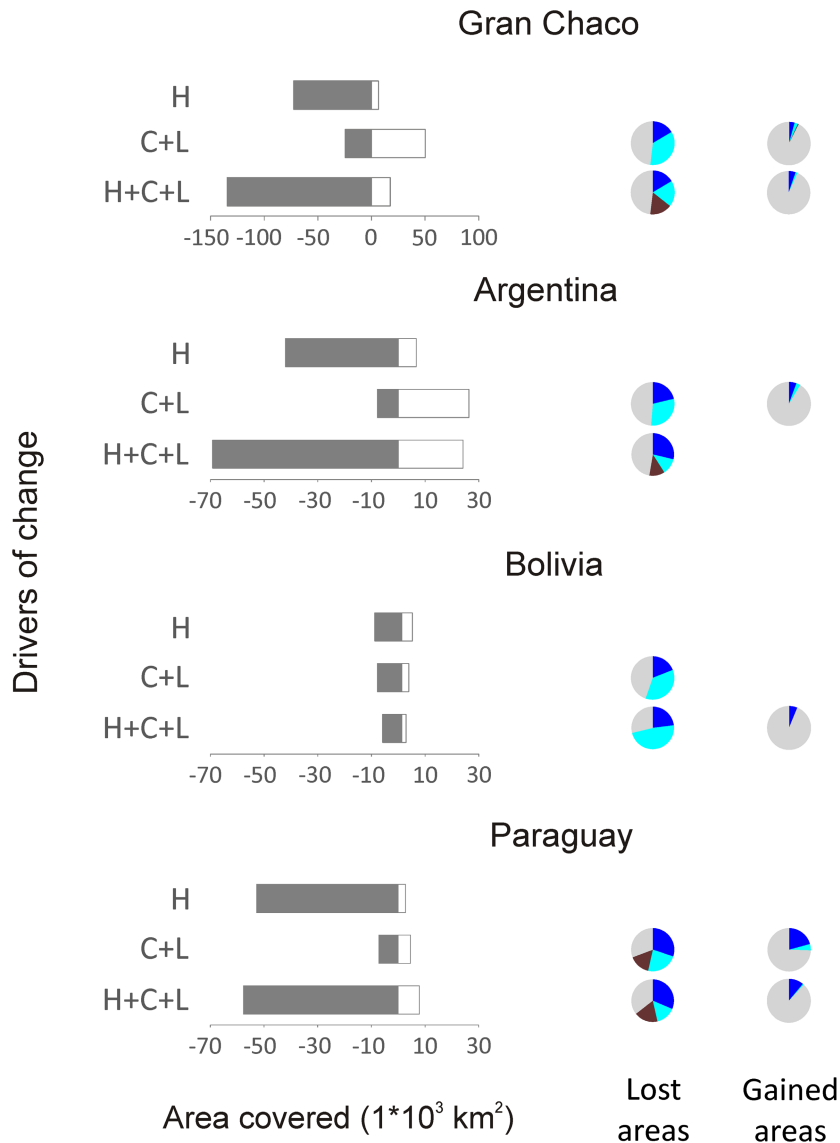 Gran Chaco
H
C+L
H+C+L
-150 -100 -50 0 50 100
Argentina
H
C+L
H+C+L
-70 -50 -30 -10 10 30
Bolivia
H
C+L
H+C+L
-70 -50 -30 -10 10 30
Paraguay
H
C+L
H+C+L
-70 -50 -30 -10 10 30
Drivers of change
Area covered (1*10³ km²)
Lost
areas
Gained
areas